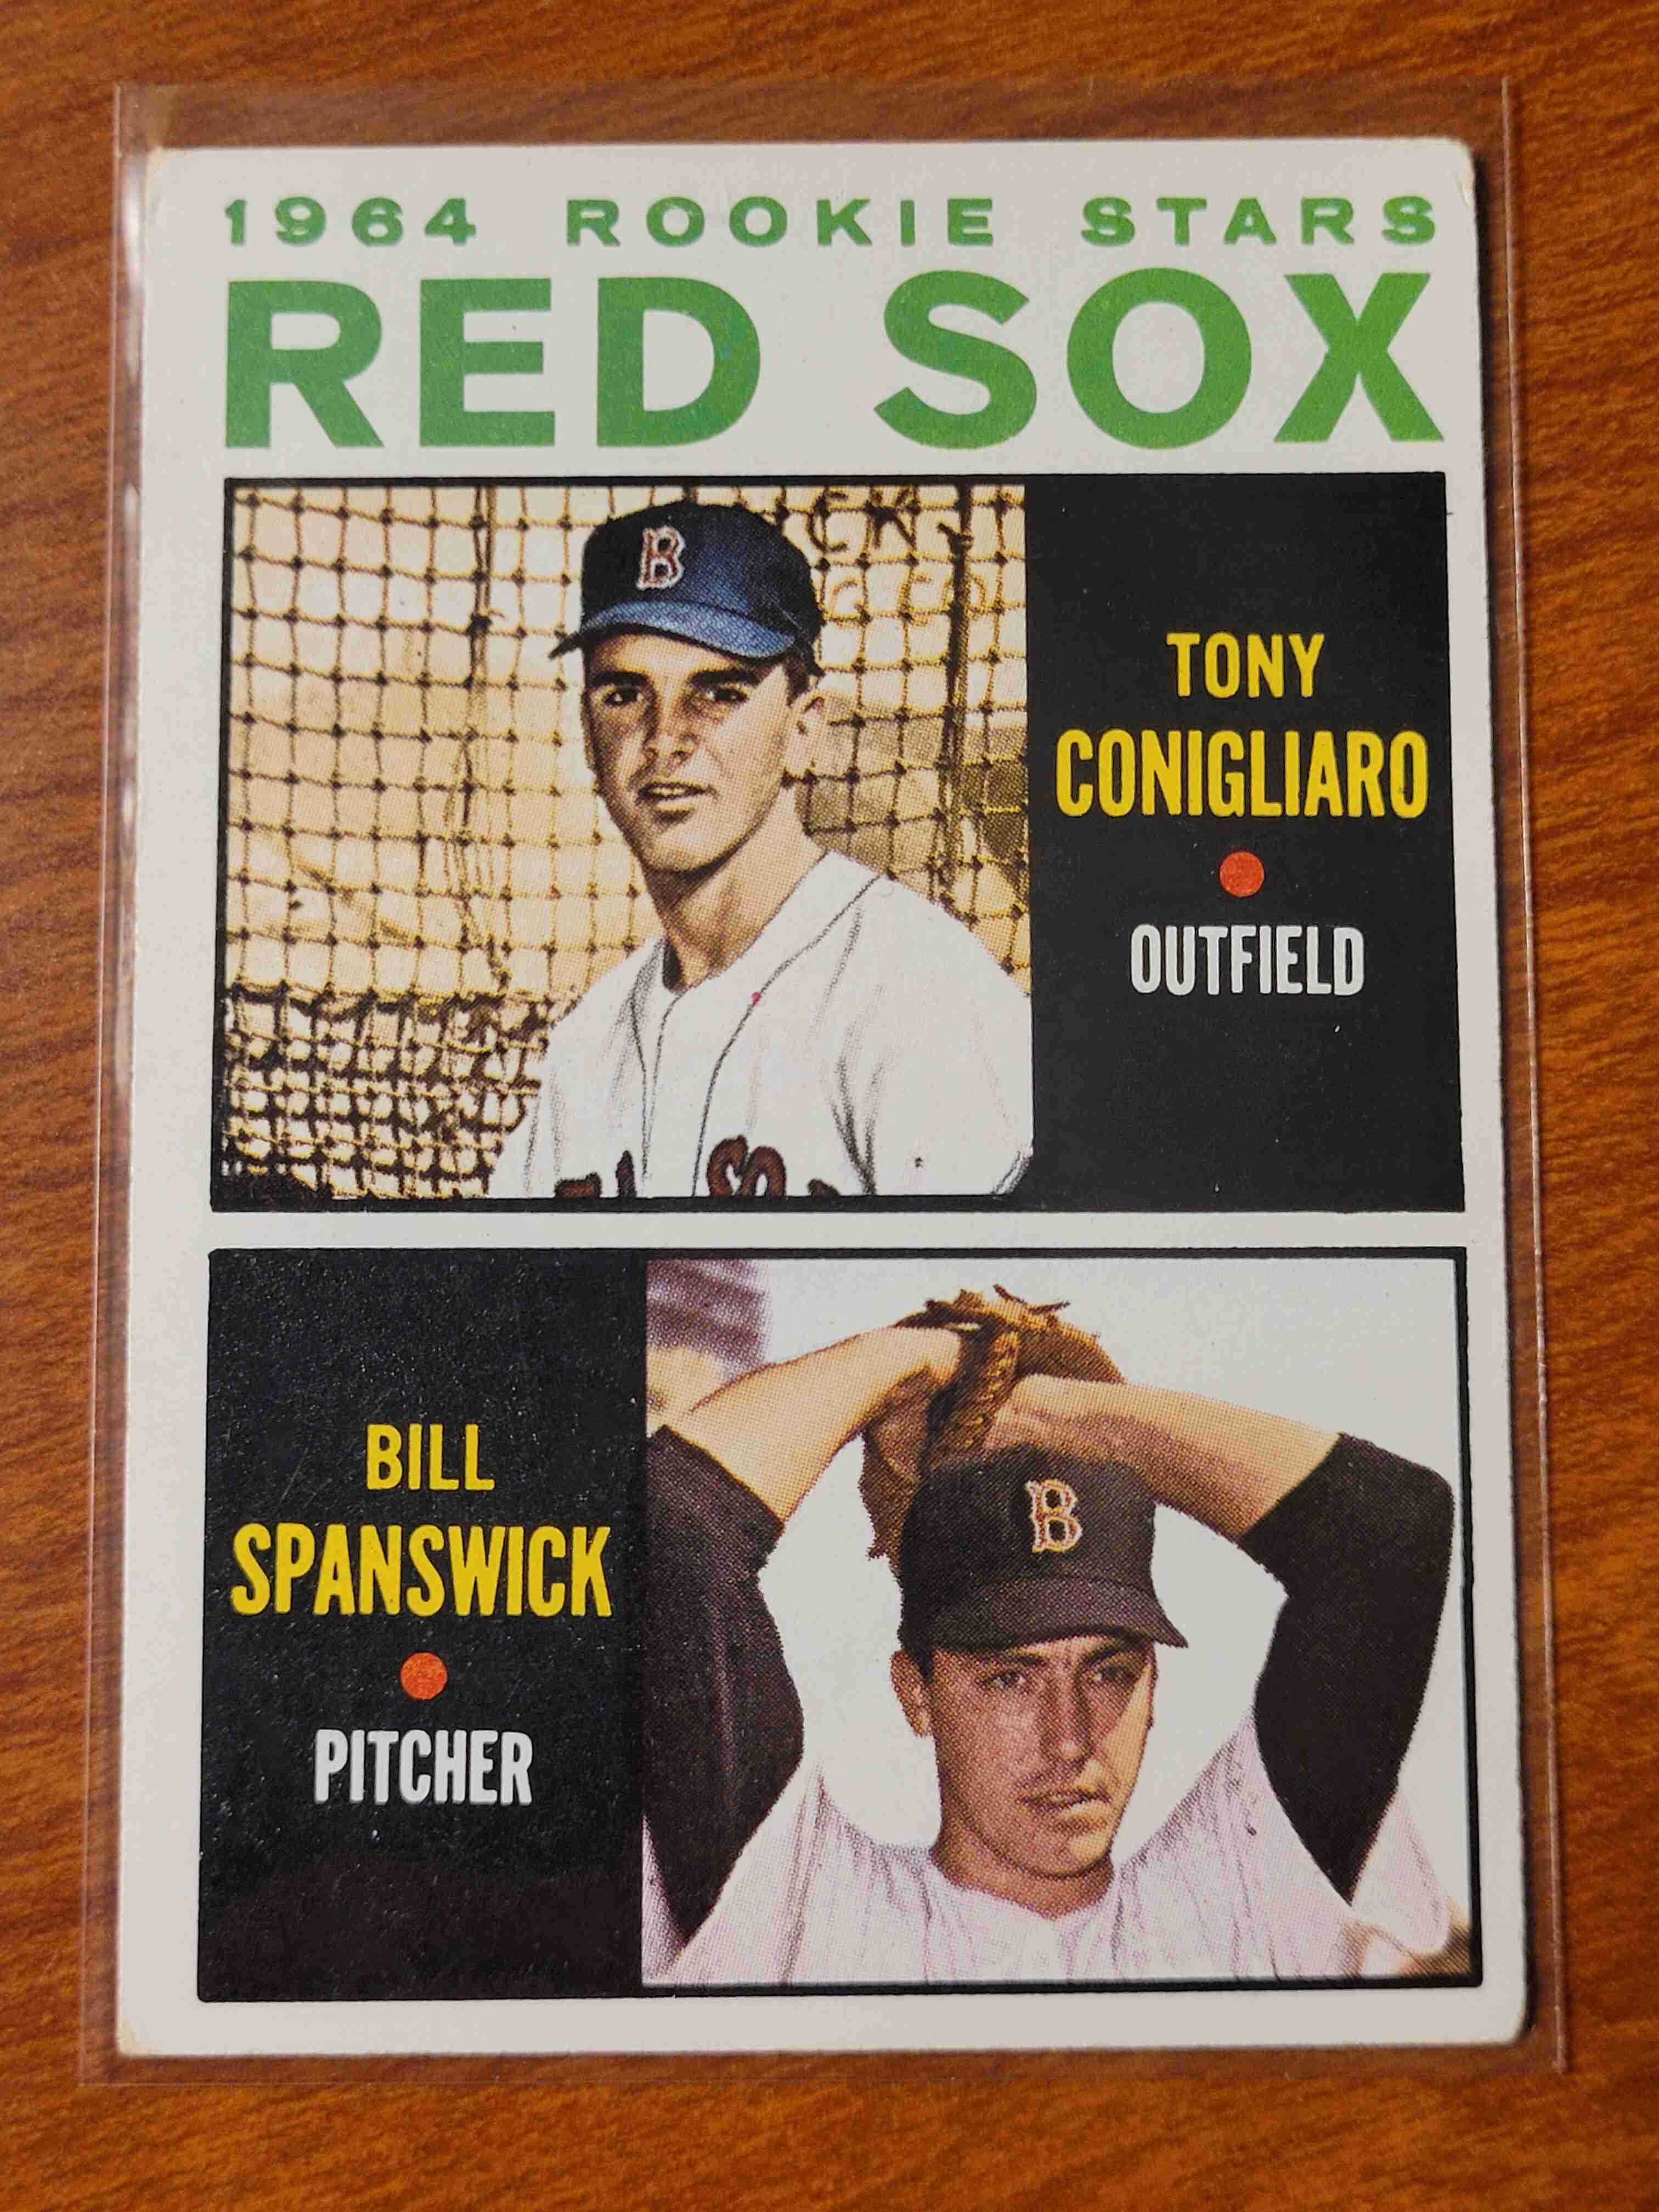 1964 ROOKIE STARS
RED SOX
B
TONY
CONIGLIARO
OUTFIELD
BILL
SPANSWICK
PITCHER
B